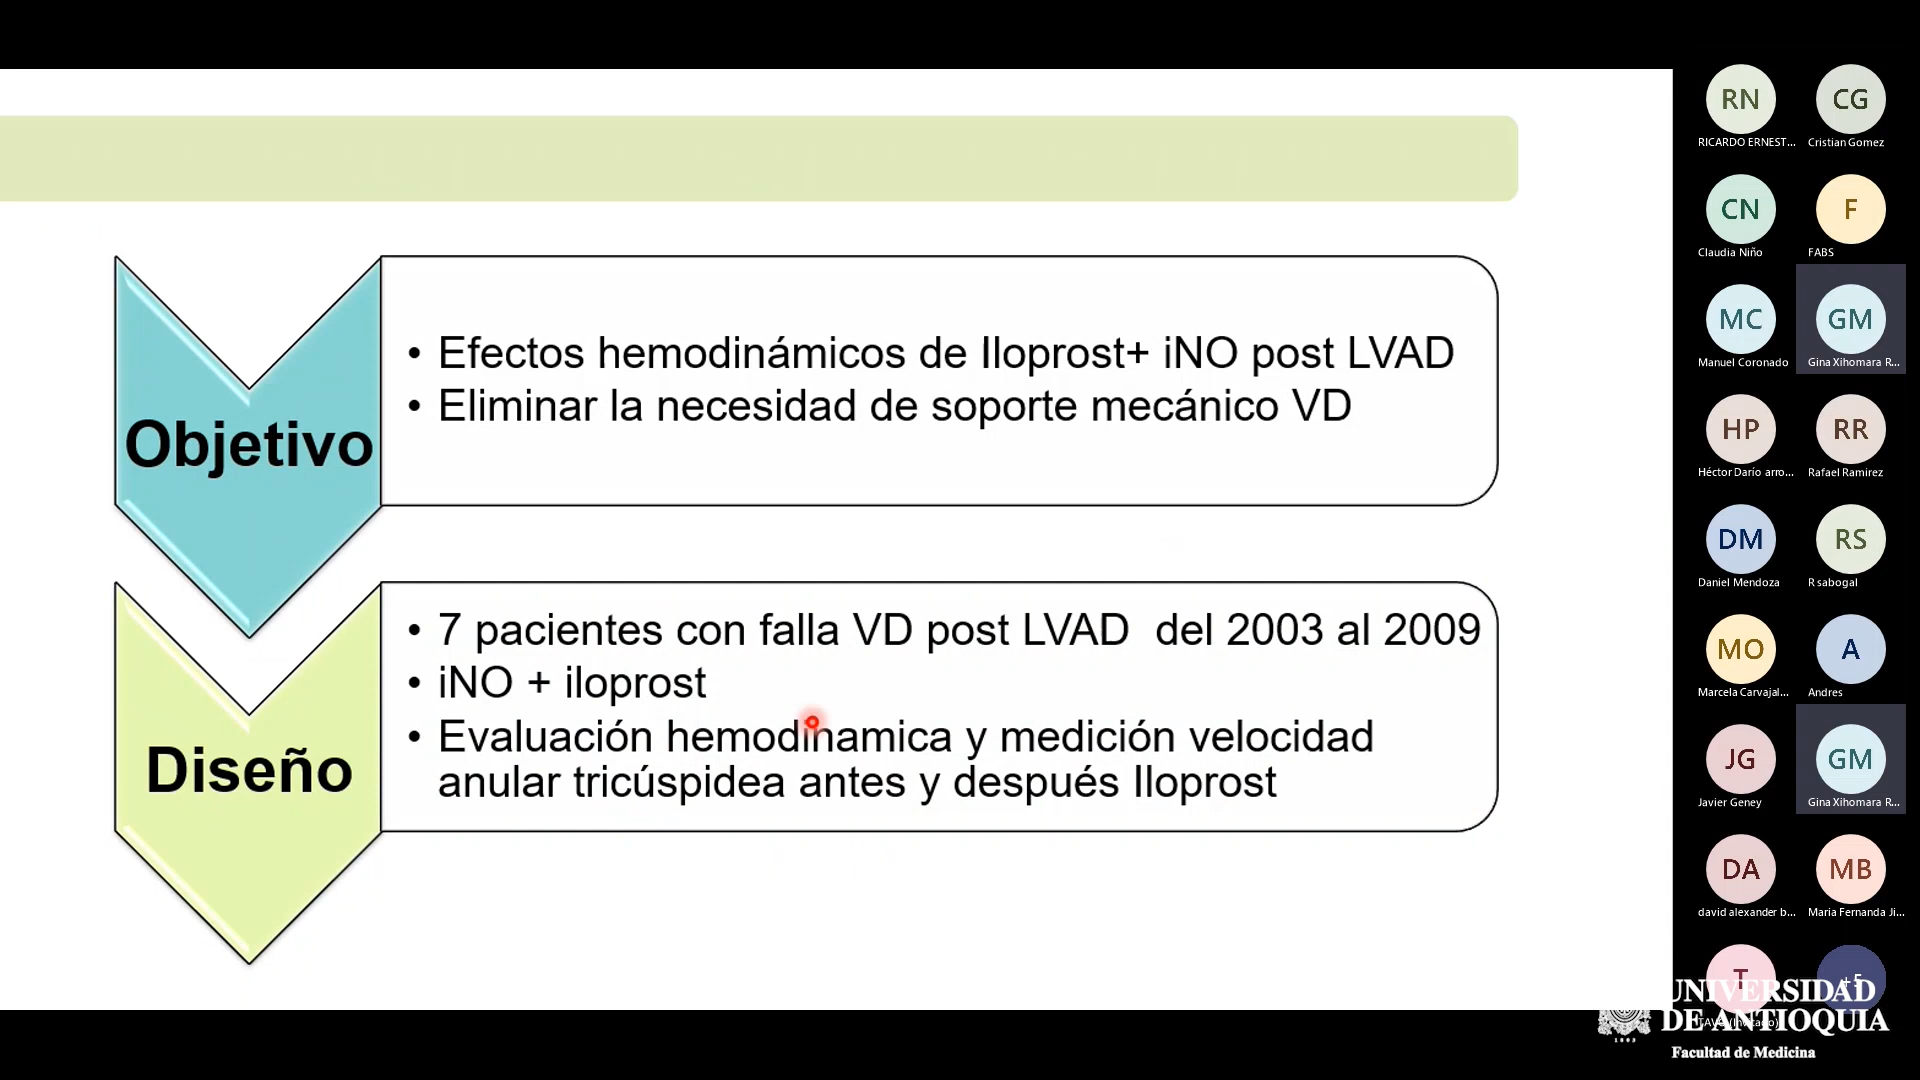 Objetivo
• Efectos hemodinámicos de Iloprost+ iNO post LVAD
• Eliminar la necesidad de soporte mecánico VD
Diseño
• 7 pacientes con falla VD post LVAD  del 2003 al 2009
• iNO + iloprost
• Evaluación hemodinamica y medición velocidad
anular tricúspidea antes y después Iloprost
RN
RICARDO ERNEST...
CG
Cristian Gomez
CN
Claudia Niño
F
FABS
MC
Manuel Coronado
GM
Gina Xihomara R...
HP
Héctor Darío arro...
RR
Rafael Ramirez
DM
Daniel Mendoza
RS
R sabogal
MO
Marcela Carvajal...
A
Andres
JG
Javier Geney
GM
Gina Xihomara R...
DA
david alexander b...
MB
Maria Fernanda Ji...
T
+5
UNIVERSIDAD
DE ANTIOQUIA
1803
Facultad de Medicina